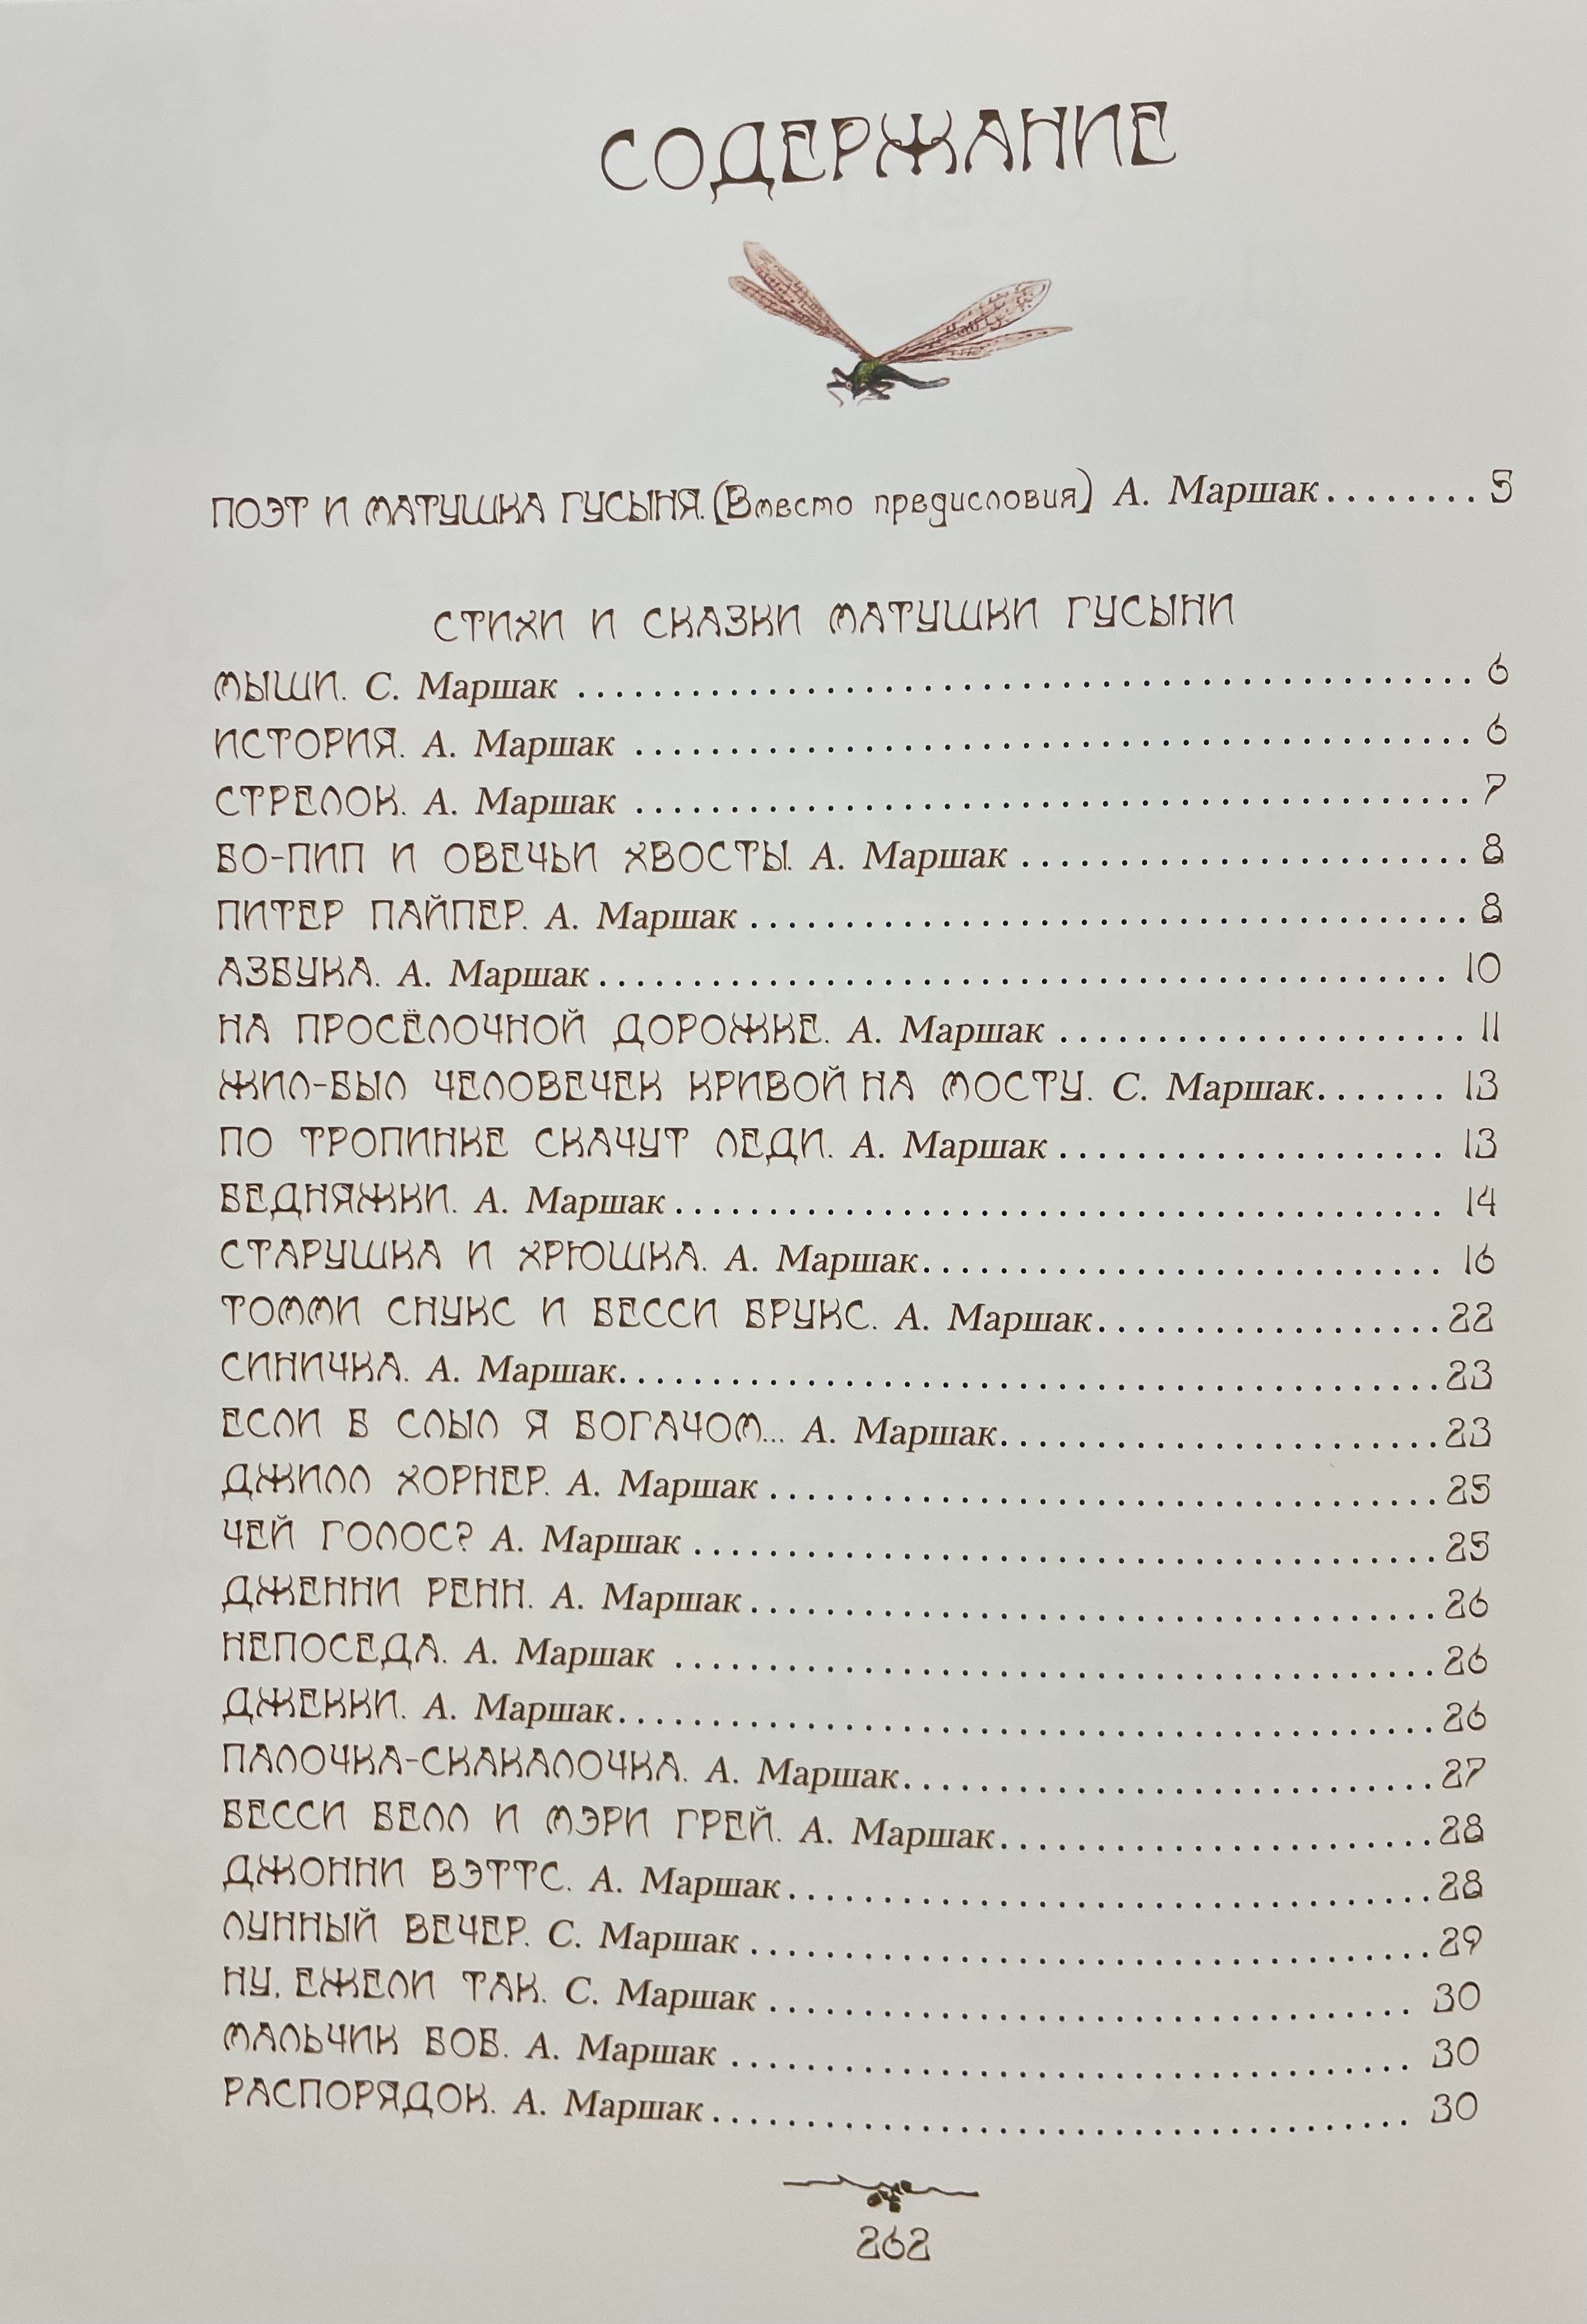 СОДЕРЖАНИЕ
ПОЭТ И МАТУШКА ГУСЫНЯ. (Вместо предисловия) А. Маршак........ 5
СТИХИ И СКАЗКИ МАТУШКИ ГУСЫНИ
МЫШИ. С. Маршак ........ 6
ИСТОРИЯ. А. Маршак ........ 6
СТРЕЛОК. А. Маршак ........ 7
БО-ПИП И ОВЕЧЬИ ХВОСТЫ. А. Маршак ........ 8
ПИТЕР ПАЙПЕР. А. Маршак ........ 8
АЗБУКА. А. Маршак ........ 10
НА ПРОСЁЛОЧНОЙ ДОРОЖКЕ. А. Маршак ........ 11
ЖИЛ-БЫЛ ЧЕЛОВЕЧЕК КРИВОЙ НА МОСТУ. С. Маршак....... 13
ПО ТРОПИНКЕ СКАЧУТ ЛЕДИ. А. Маршак ........ 13
БЕДНЯЖКИ. А. Маршак ........ 14
СТАРУШКА И ХРЮШКА. А. Маршак........ 16
ТОММИ СНУКС И БЕССИ БРУКС. А. Маршак........ 22
СИНИЧКА. А. Маршак........ 23
ЕСЛИ Б СЛЫЛ Я БОГАЧОМ... А. Маршак........ 23
ДЖИЛЛ ХОРНЕР. А. Маршак ........ 25
ЧЕЙ ГОЛОС? А. Маршак ........ 25
ДЖЕННИ РЕНН. А. Маршак ........ 26
НЕПОСЕДА. А. Маршак ........ 26
ДЖЕККИ. А. Маршак........ 26
ПАЛОЧКА-СКАКАЛОЧКА. А. Маршак........ 27
БЕССИ БЕЛЛ И МЭРИ ГРЕЙ. А. Маршак........ 28
ДЖОННИ ВЭТТС. А. Маршак........ 28
ЛУННЫЙ ВЕЧЕР. С. Маршак ........ 29
НУ, ЕЖЕЛИ ТАК. С. Маршак ........ 30
МАЛЬЧИК БОБ. А. Маршак ........ 30
РАСПОРЯДОК. А. Маршак ........ 30
262